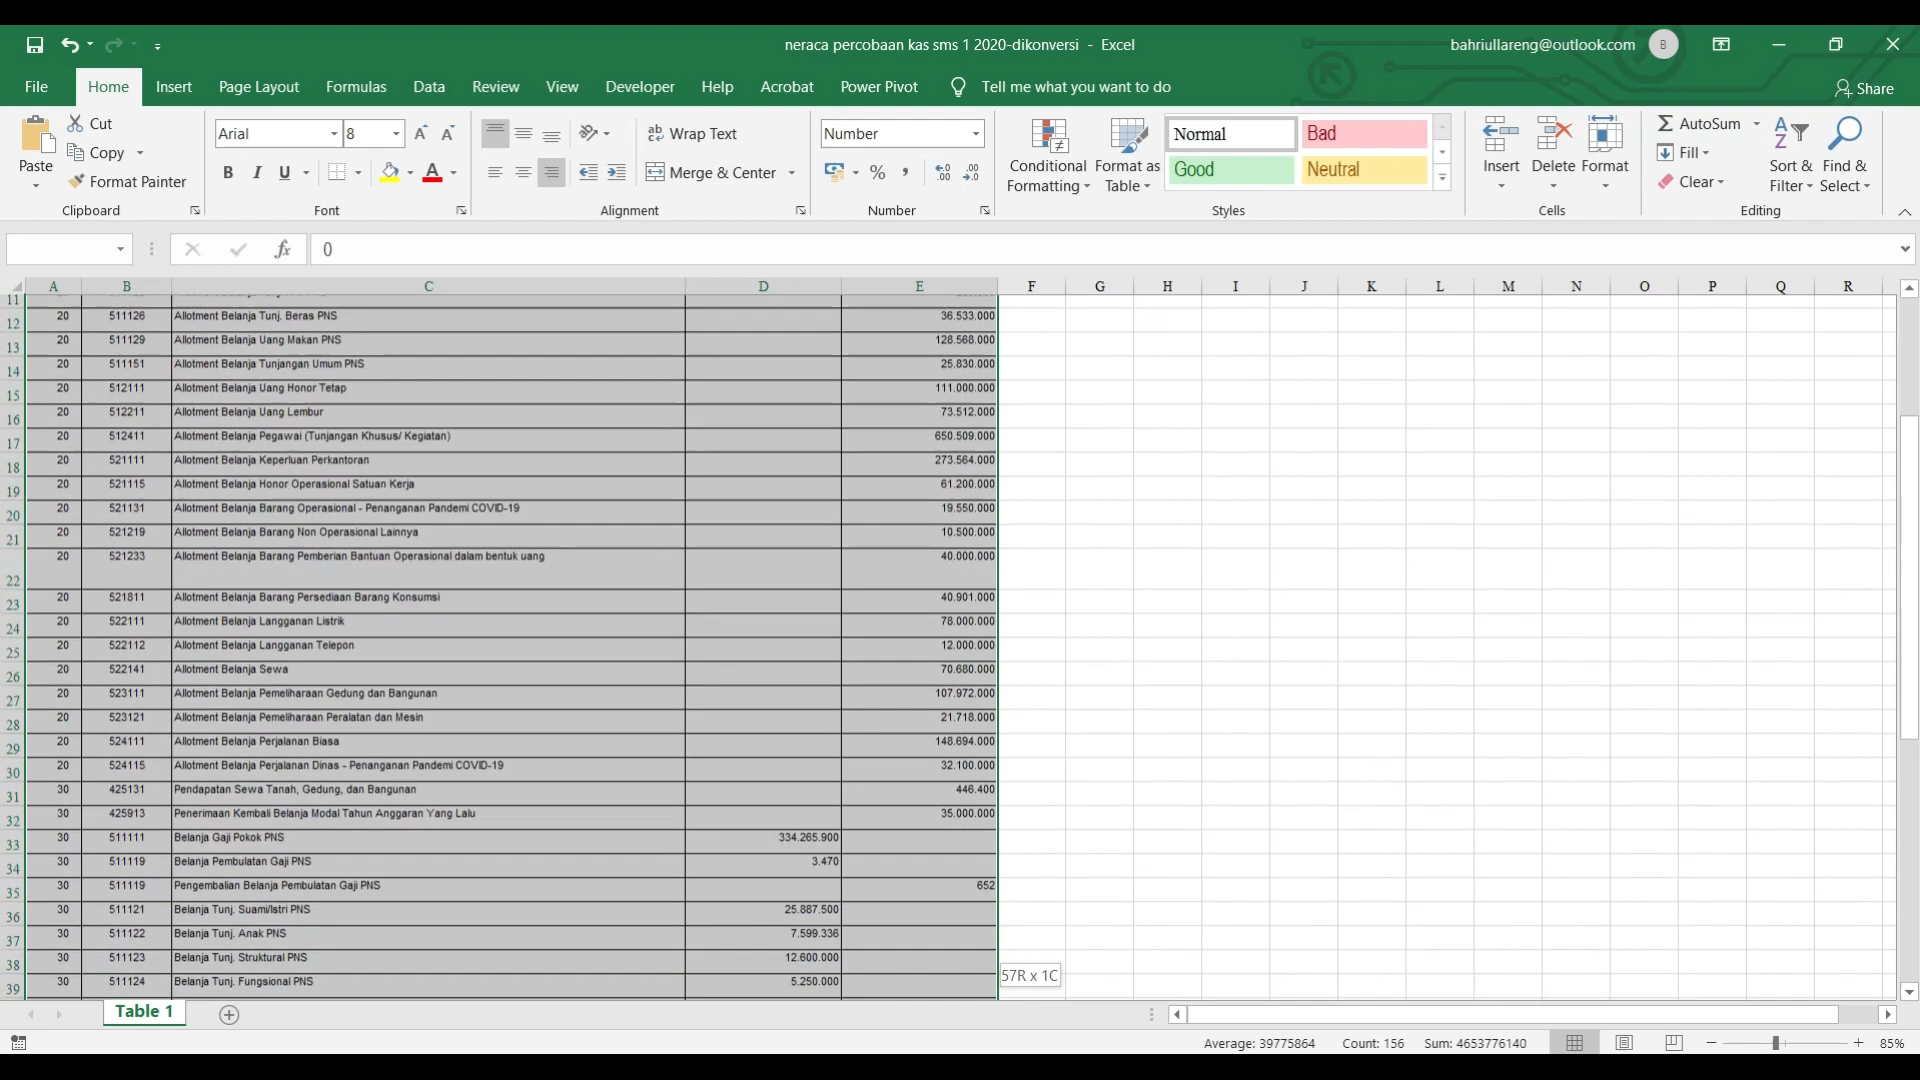 neraca percobaan kas sms 1 2020-dikonversi - Excel
bahriullareng@outlook.com B
File Home Insert Page Layout Formulas Data Review View Developer Help Acrobat Power Pivot Tell me what you want to do Share
Paste Cut Copy Format Painter Clipboard
Arial 8 B I U Font
Wrap Text Merge & Center Alignment
Number % , Number
Conditional Formatting Format as Table Normal Bad Good Neutral Styles
Insert Delete Format Cells
AutoSum Fill Clear Sort & Filter Find & Select Editing
fx 0
A B C D E F G H I J K L M N O P Q R
11
12 20 511126 Allotment Belanja Tunj. Beras PNS 36.533.000
13 20 511129 Allotment Belanja Uang Makan PNS 128.568.000
14 20 511151 Allotment Belanja Tunjangan Umum PNS 25.830.000
15 20 512111 Allotment Belanja Uang Honor Tetap 111.000.000
16 20 512211 Allotment Belanja Uang Lembur 73.512.000
17 20 512411 Allotment Belanja Pegawai (Tunjangan Khusus/ Kegiatan) 650.509.000
18 20 521111 Allotment Belanja Keperluan Perkantoran 273.564.000
19 20 521115 Allotment Belanja Honor Operasional Satuan Kerja 61.200.000
20 20 521131 Allotment Belanja Barang Operasional - Penanganan Pandemi COVID-19 19.550.000
21 20 521219 Allotment Belanja Barang Non Operasional Lainnya 10.500.000
22 20 521233 Allotment Belanja Barang Pemberian Bantuan Operasional dalam bentuk uang 40.000.000
23 20 521811 Allotment Belanja Barang Persediaan Barang Konsumsi 40.901.000
24 20 522111 Allotment Belanja Langganan Listrik 78.000.000
25 20 522112 Allotment Belanja Langganan Telepon 12.000.000
26 20 522141 Allotment Belanja Sewa 70.680.000
27 20 523111 Allotment Belanja Pemeliharaan Gedung dan Bangunan 107.972.000
28 20 523121 Allotment Belanja Pemeliharaan Peralatan dan Mesin 21.718.000
29 20 524111 Allotment Belanja Perjalanan Biasa 148.694.000
30 20 524115 Allotment Belanja Perjalanan Dinas - Penanganan Pandemi COVID-19 32.100.000
31 30 425131 Pendapatan Sewa Tanah, Gedung, dan Bangunan 446.400
32 30 425913 Penerimaan Kembali Belanja Modal Tahun Anggaran Yang Lalu 35.000.000
33 30 511111 Belanja Gaji Pokok PNS 334.265.900
34 30 511119 Belanja Pembulatan Gaji PNS 3.470
35 30 511119 Pengembalian Belanja Pembulatan Gaji PNS 652
36 30 511121 Belanja Tunj. Suami/Istri PNS 25.887.500
37 30 511122 Belanja Tunj. Anak PNS 7.599.336
38 30 511123 Belanja Tunj. Struktural PNS 12.600.000
39 30 511124 Belanja Tunj. Fungsional PNS 5.250.000
57R x 1C
Table 1
Average: 39775864 Count: 156 Sum: 4653776140 85%